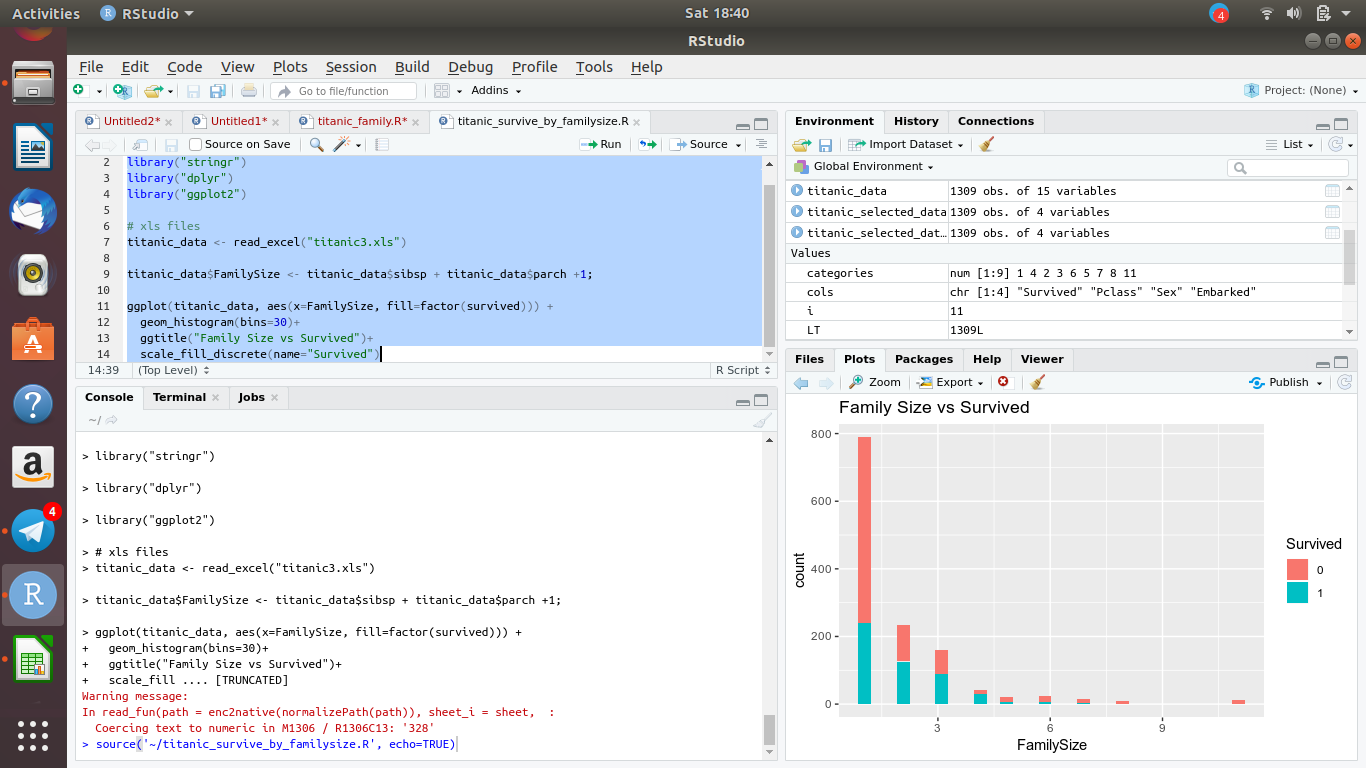 Activities RStudio Sat 18:40 4
RStudio
File Edit Code View Plots Session Build Debug Profile Tools Help
Go to file/function Addins Project: (None)
Untitled2* Untitled1* titanic_family.R* titanic_survive_by_familysize.R
Source on Save Run Source
2 library("stringr")
3 library("dplyr")
4 library("ggplot2")
5
6 # xls files
7 titanic_data <- read_excel("titanic3.xls")
8
9 titanic_data$FamilySize <- titanic_data$sibsp + titanic_data$parch +1;
10
11 ggplot(titanic_data, aes(x=FamilySize, fill=factor(survived))) +
12 geom_histogram(bins=30)+
13 ggtitle("Family Size vs Survived")+
14 scale_fill_discrete(name="Survived")
14:39 (Top Level) R Script
Console Terminal Jobs
~/
> library("stringr")
> library("dplyr")
> library("ggplot2")
> # xls files
> titanic_data <- read_excel("titanic3.xls")
> titanic_data$FamilySize <- titanic_data$sibsp + titanic_data$parch +1;
> ggplot(titanic_data, aes(x=FamilySize, fill=factor(survived))) +
+ geom_histogram(bins=30)+
+ ggtitle("Family Size vs Survived")+
+ scale_fill .... [TRUNCATED]
Warning message:
In read_fun(path = enc2native(normalizePath(path)), sheet_i = sheet, :
Coercing text to numeric in M1306 / R1306C13: '328'
> source('~/titanic_survive_by_familysize.R', echo=TRUE)
Environment History Connections
Import Dataset List
Global Environment
titanic_data 1309 obs. of 15 variables
titanic_selected_data 1309 obs. of 4 variables
titanic_selected_dat… 1309 obs. of 4 variables
Values
categories num [1:9] 1 4 2 3 6 5 7 8 11
cols chr [1:4] "Survived" "Pclass" "Sex" "Embarked"
i 11
LT 1309L
Files Plots Packages Help Viewer
Zoom Export Publish
Family Size vs Survived
800
600
400
200
0
count
3 6 9
FamilySize
Survived
0
1
?
a
4
R